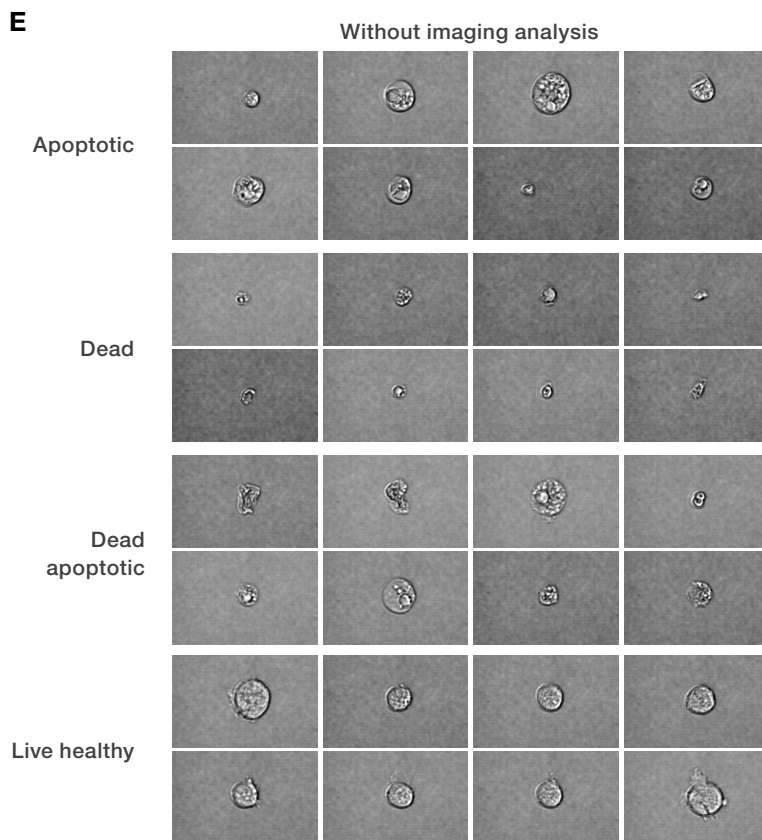 E
Without imaging analysis
Apoptotic
Dead
Dead
apoptotic
Live healthy